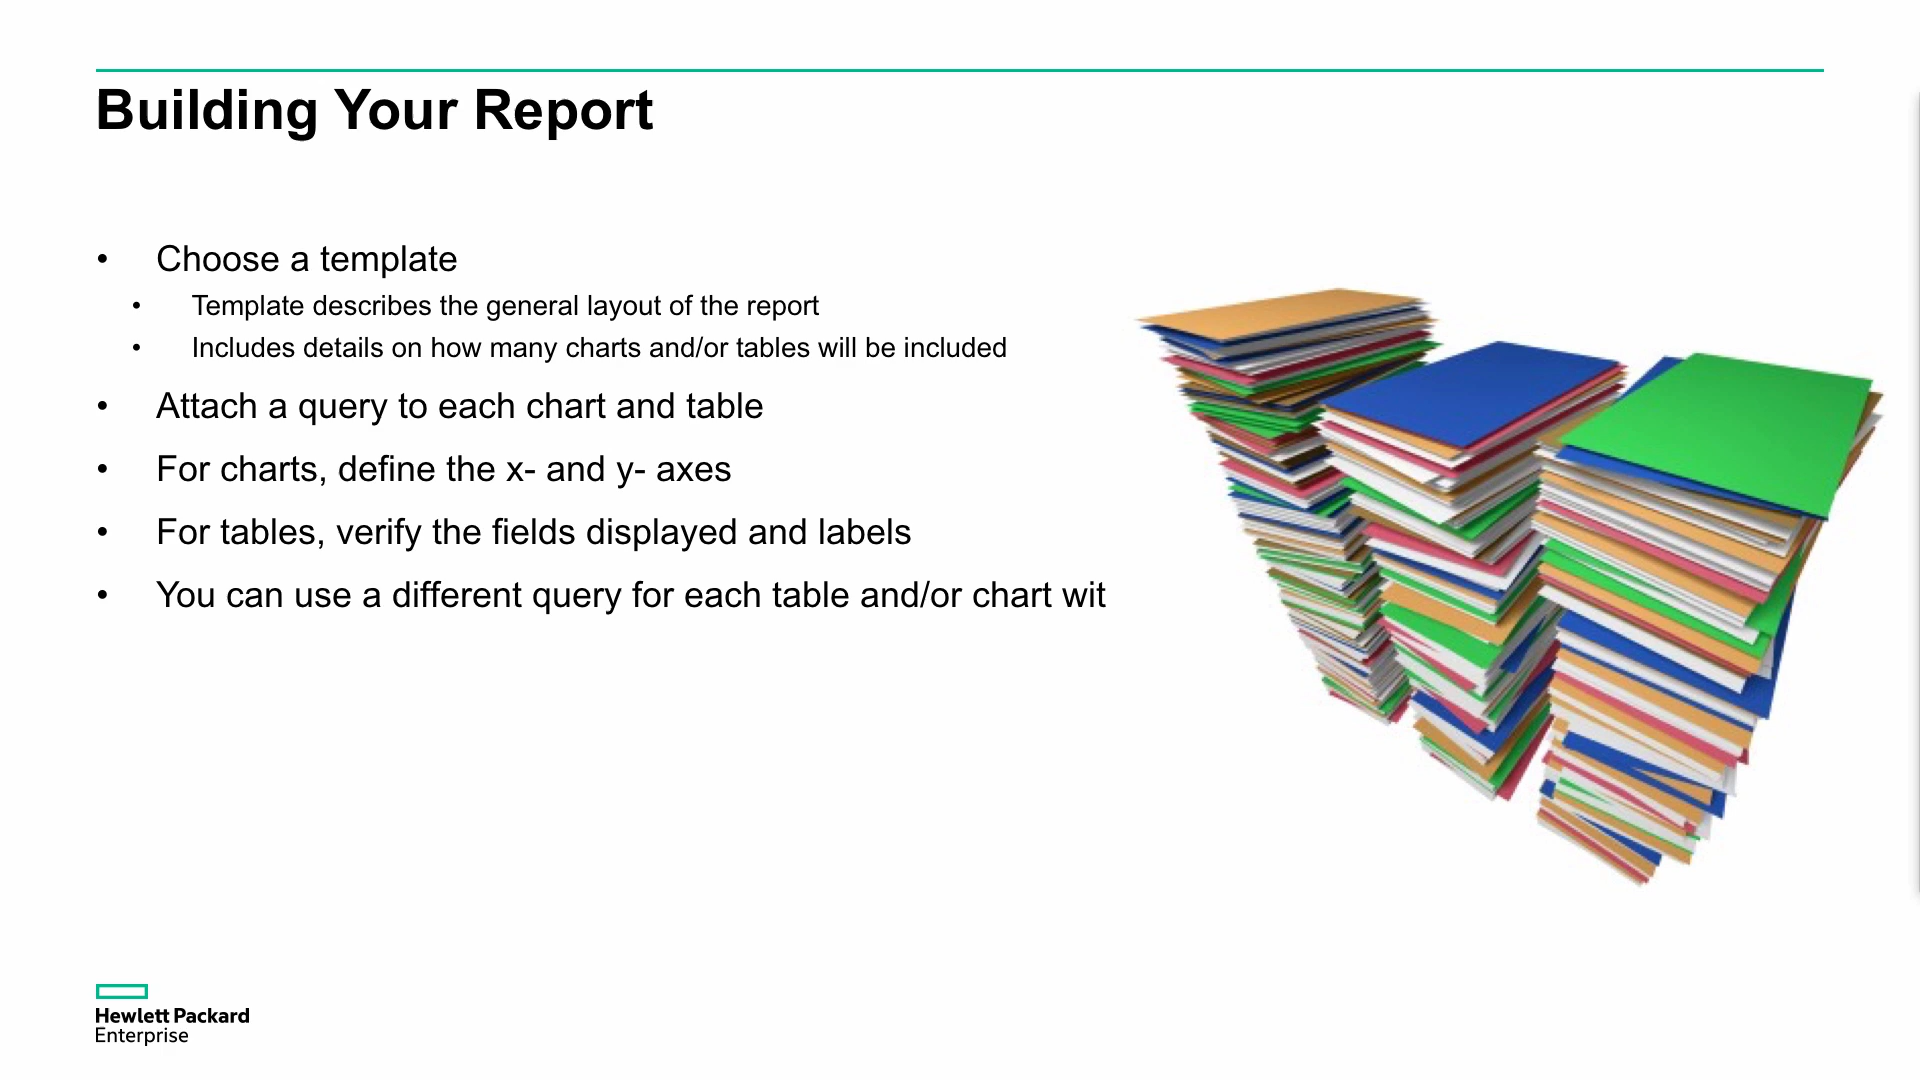 Building Your Report
• Choose a template
• Template describes the general layout of the report
• Includes details on how many charts and/or tables will be included
• Attach a query to each chart and table
• For charts, define the x- and y- axes
• For tables, verify the fields displayed and labels
• You can use a different query for each table and/or chart wit
Hewlett Packard
Enterprise